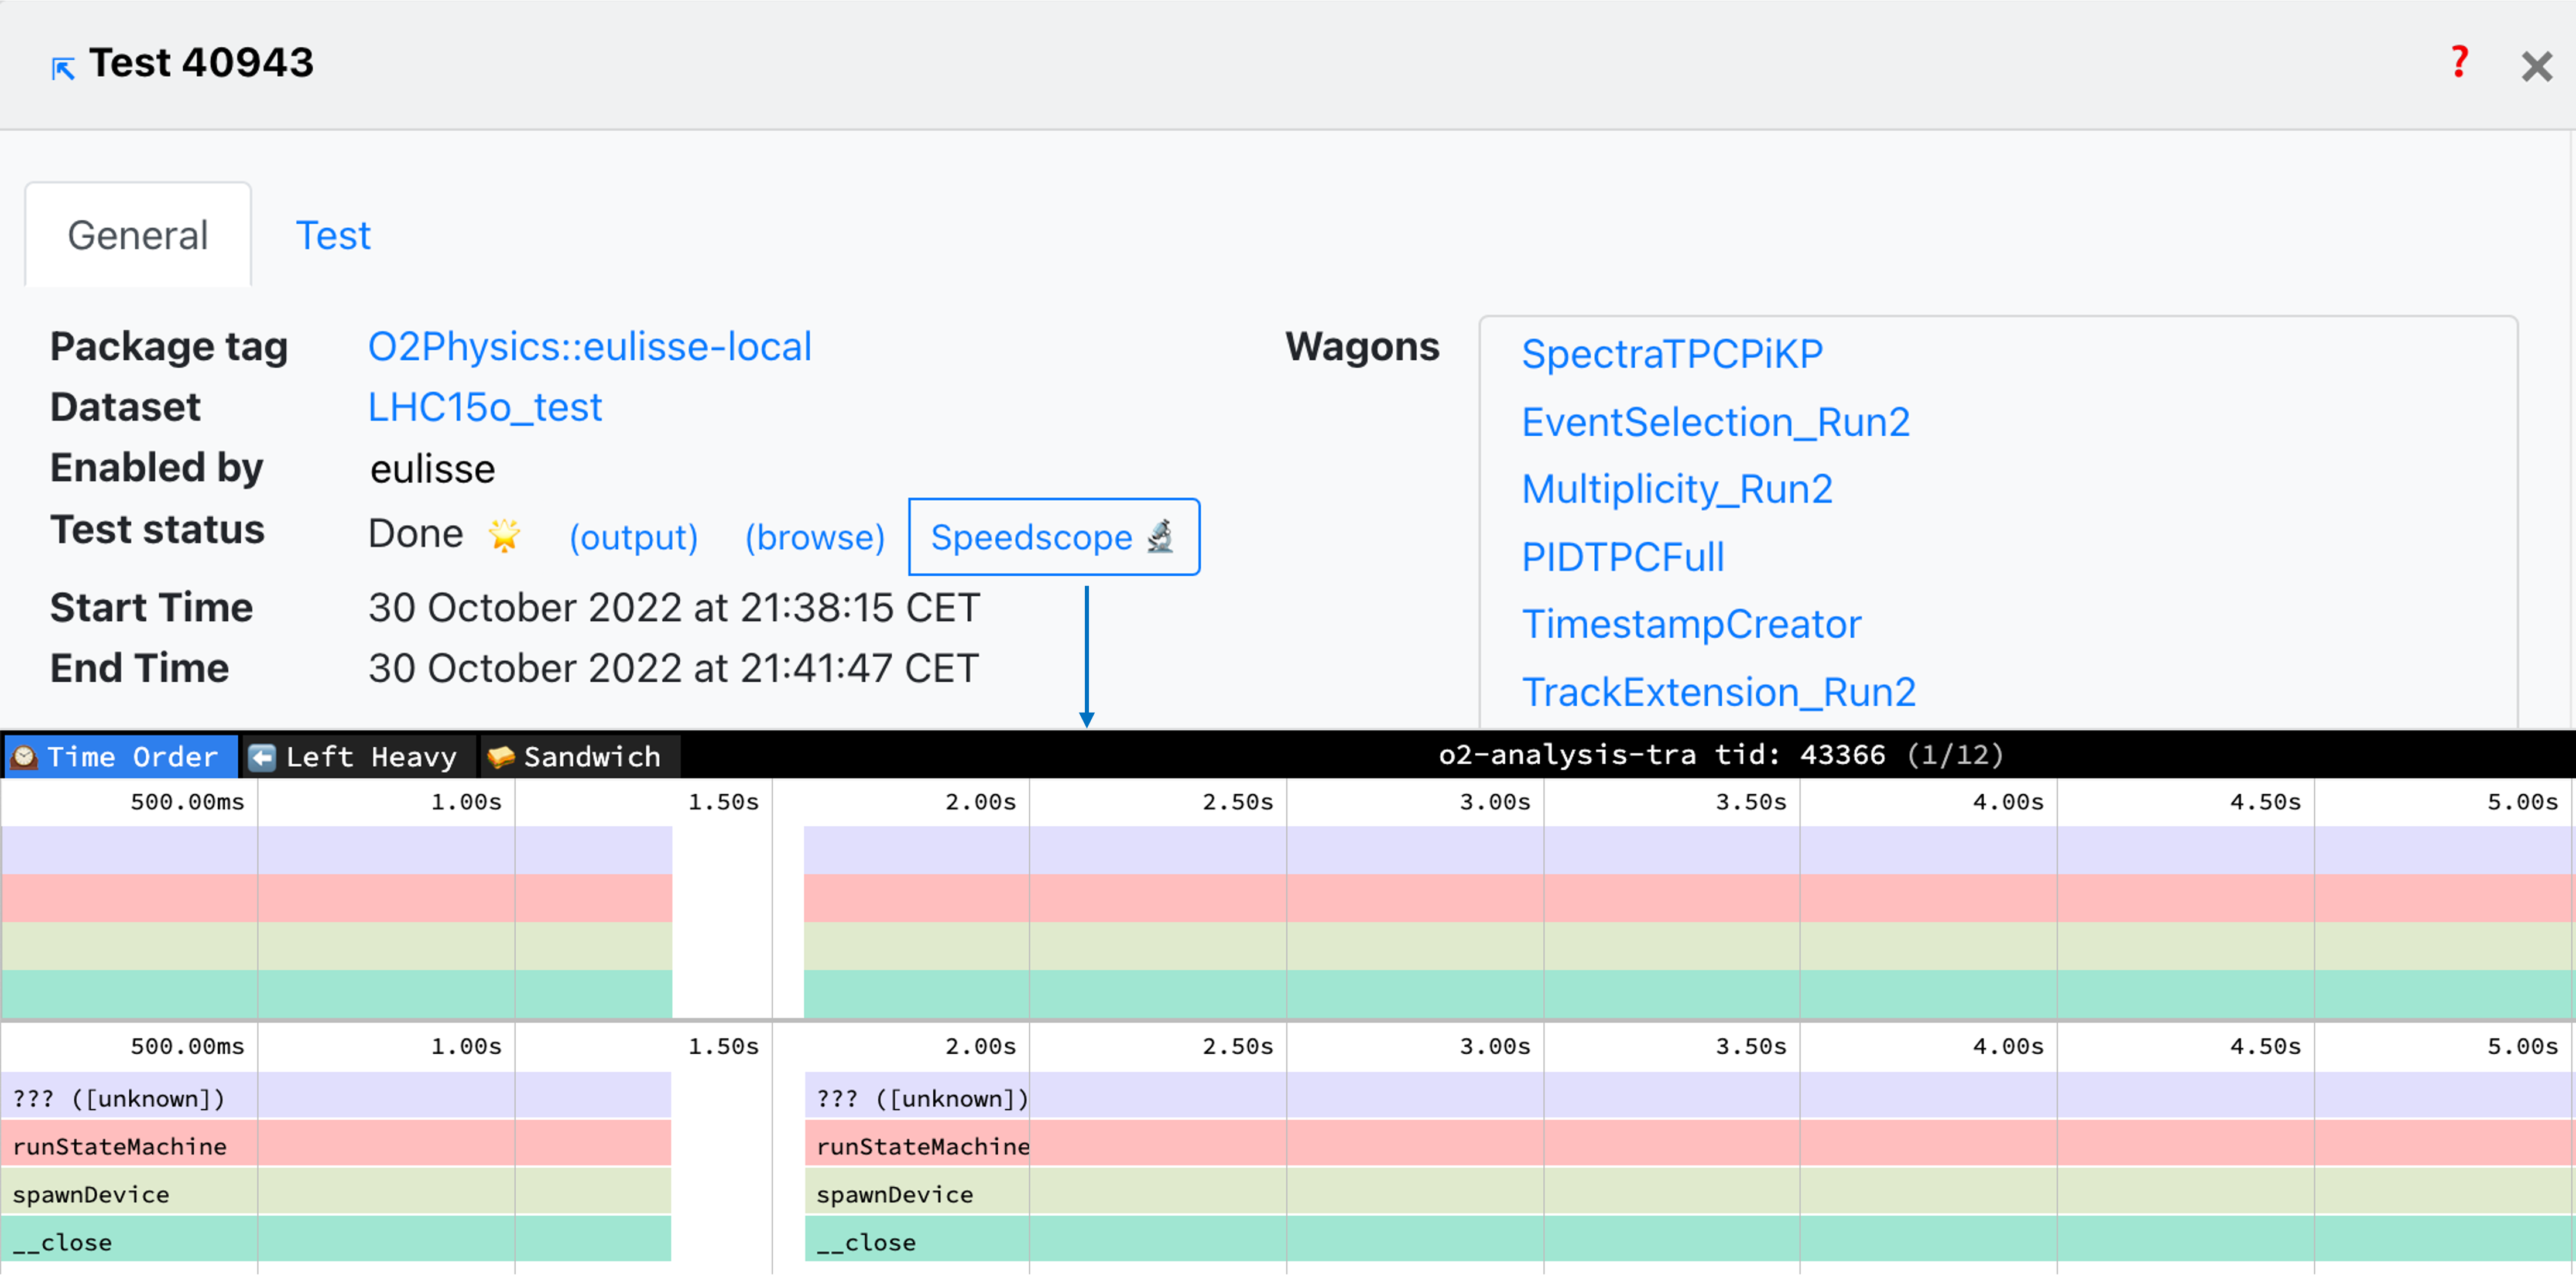 Test 40943 ?
General Test
Package tag O2Physics::eulisse-local
Dataset LHC15o_test
Enabled by eulisse
Test status Done (output) (browse) Speedscope
Start Time 30 October 2022 at 21:38:15 CET
End Time 30 October 2022 at 21:41:47 CET
Wagons
SpectraTPCPiKP
EventSelection_Run2
Multiplicity_Run2
PIDTPCFull
TimestampCreator
TrackExtension_Run2
Time Order Left Heavy Sandwich o2-analysis-tra tid: 43366 (1/12)
500.00ms 1.00s 1.50s 2.00s 2.50s 3.00s 3.50s 4.00s 4.50s 5.00s
500.00ms 1.00s 1.50s 2.00s 2.50s 3.00s 3.50s 4.00s 4.50s 5.00s
??? ([unknown]) ??? ([unknown])
runStateMachine runStateMachine
spawnDevice spawnDevice
__close __close